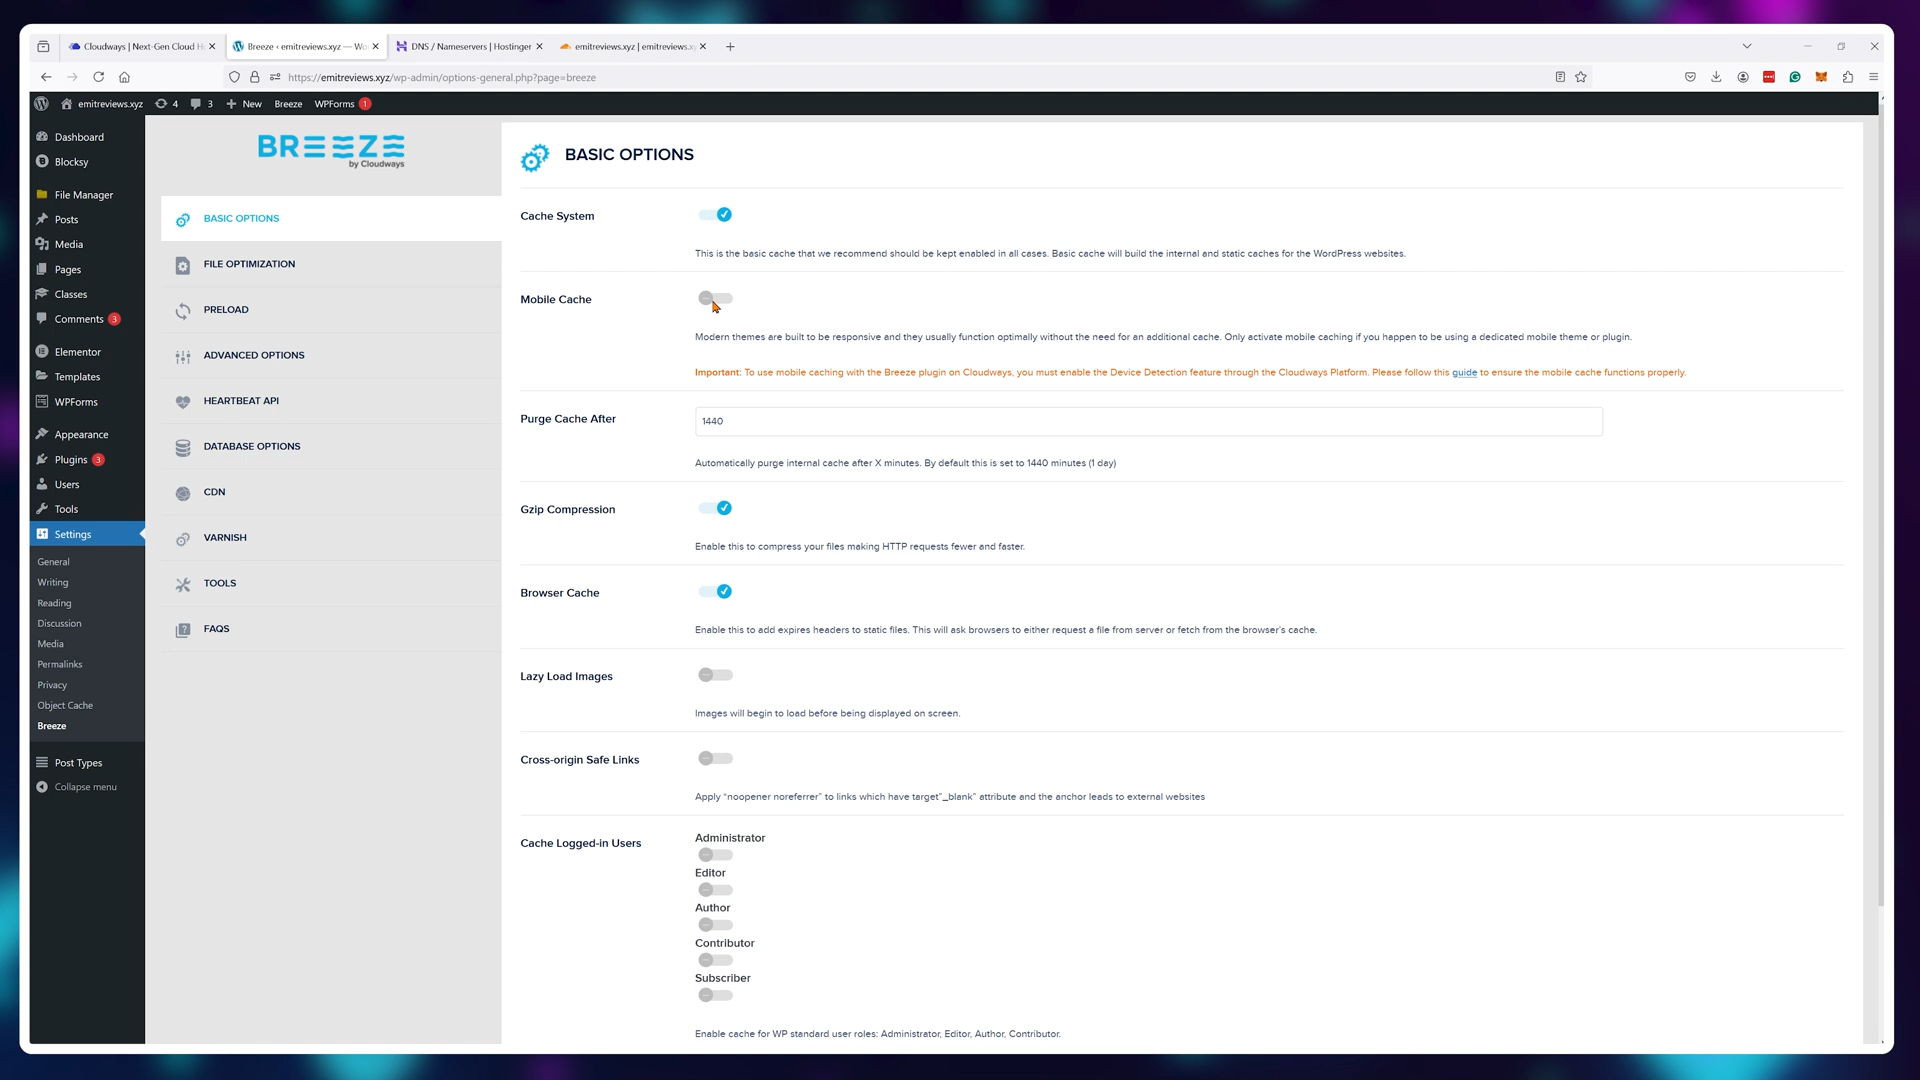 Cloudways | Next-Gen Cloud H
Breeze ‹ emitreviews.xyz — Wo
DNS / Nameservers | Hostinger
emitreviews.xyz | emitreviews.x
https://emitreviews.xyz/wp-admin/options-general.php?page=breeze
emitreviews.xyz 4 3 New Breeze WPForms 1
Dashboard
Blocksy
File Manager
Posts
Media
Pages
Classes
Comments 3
Elementor
Templates
WPForms
Appearance
Plugins 3
Users
Tools
Settings
General
Writing
Reading
Discussion
Media
Permalinks
Privacy
Object Cache
Breeze
Post Types
Collapse menu
BREEZE
by Cloudways
BASIC OPTIONS
FILE OPTIMIZATION
PRELOAD
ADVANCED OPTIONS
HEARTBEAT API
DATABASE OPTIONS
CDN
VARNISH
TOOLS
FAQS
BASIC OPTIONS
Cache System
This is the basic cache that we recommend should be kept enabled in all cases. Basic cache will build the internal and static caches for the WordPress websites.
Mobile Cache
Modern themes are built to be responsive and they usually function optimally without the need for an additional cache. Only activate mobile caching if you happen to be using a dedicated mobile theme or plugin.
Important: To use mobile caching with the Breeze plugin on Cloudways, you must enable the Device Detection feature through the Cloudways Platform. Please follow this guide to ensure the mobile cache functions properly.
Purge Cache After
1440
Automatically purge internal cache after X minutes. By default this is set to 1440 minutes (1 day)
Gzip Compression
Enable this to compress your files making HTTP requests fewer and faster.
Browser Cache
Enable this to add expires headers to static files. This will ask browsers to either request a file from server or fetch from the browser's cache.
Lazy Load Images
Images will begin to load before being displayed on screen.
Cross-origin Safe Links
Apply "noopener noreferrer" to links which have target"_blank" attribute and the anchor leads to external websites
Cache Logged-in Users
Administrator
Editor
Author
Contributor
Subscriber
Enable cache for WP standard user roles: Administrator, Editor, Author, Contributor.